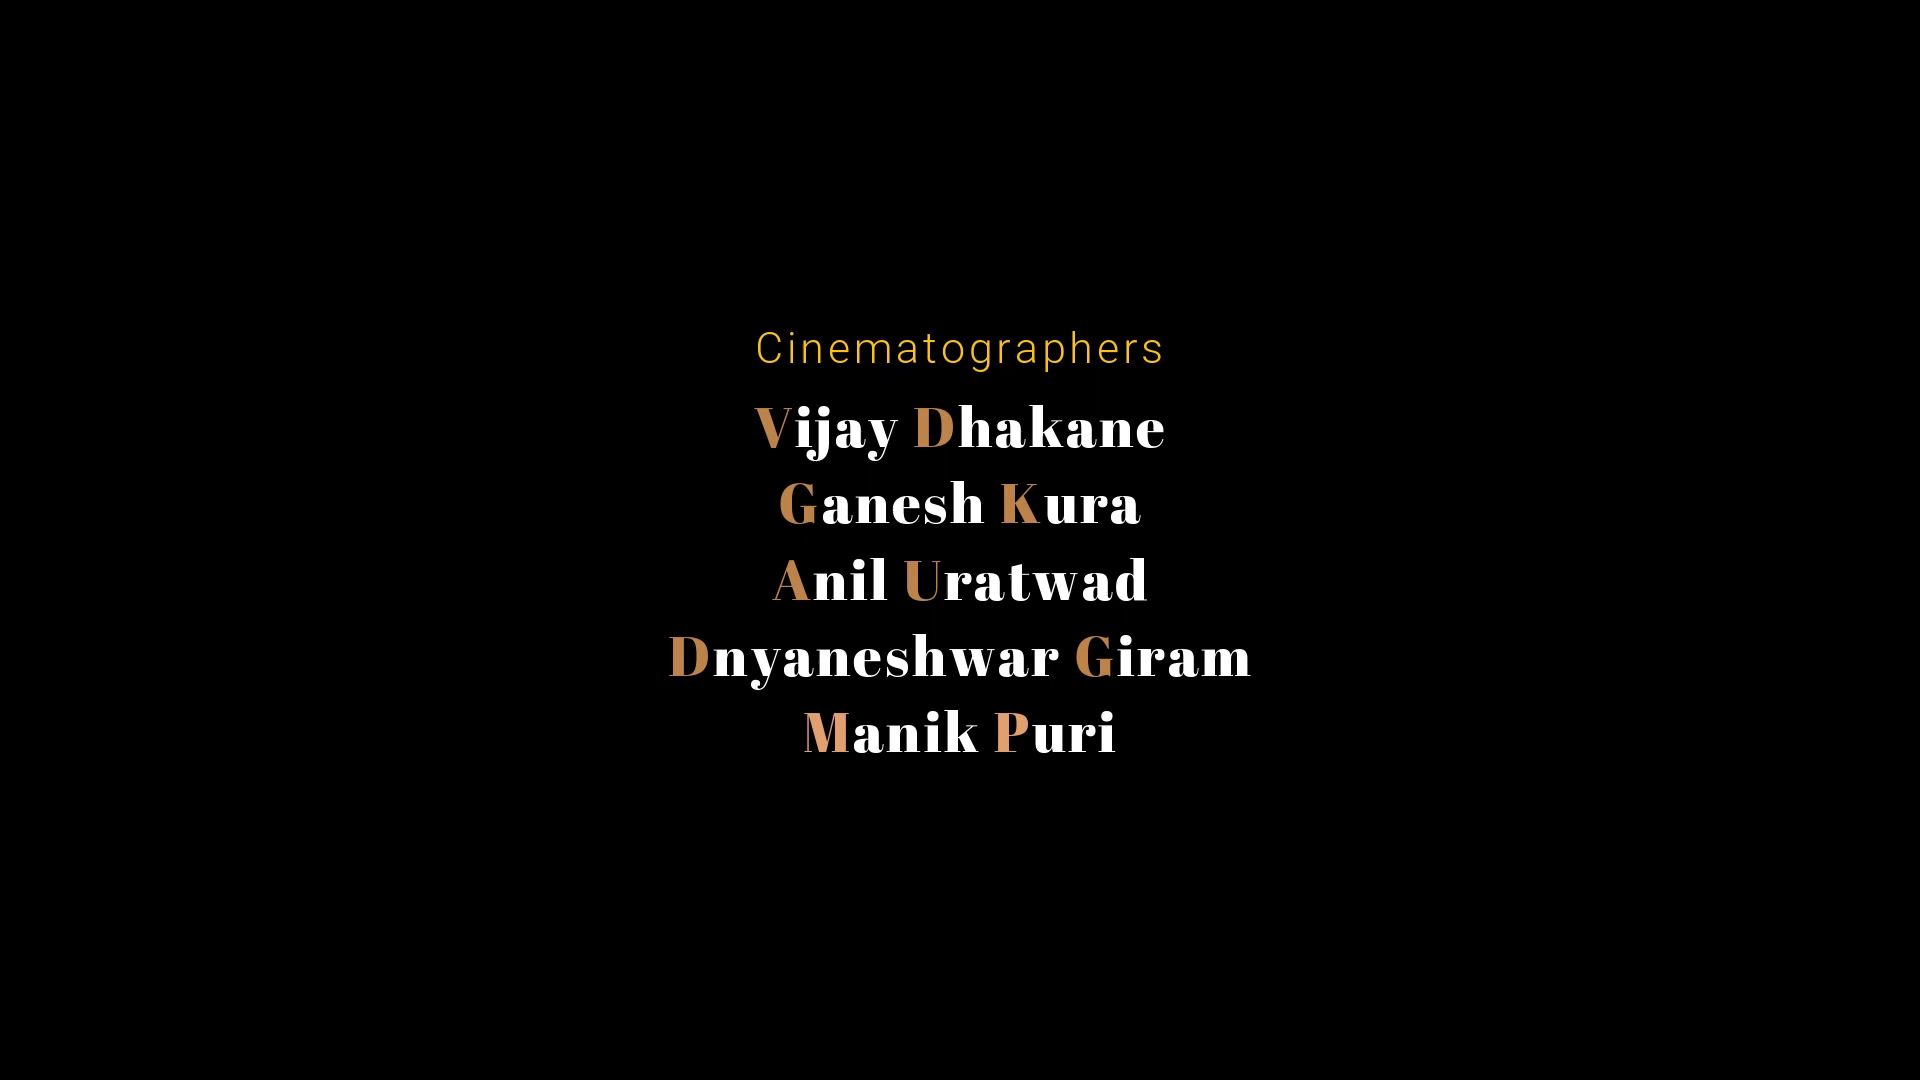 Cinematographers
Vijay Dhakane
Ganesh Kura
Anil Uratwad
Dnyaneshwar Giram
Manik Puri